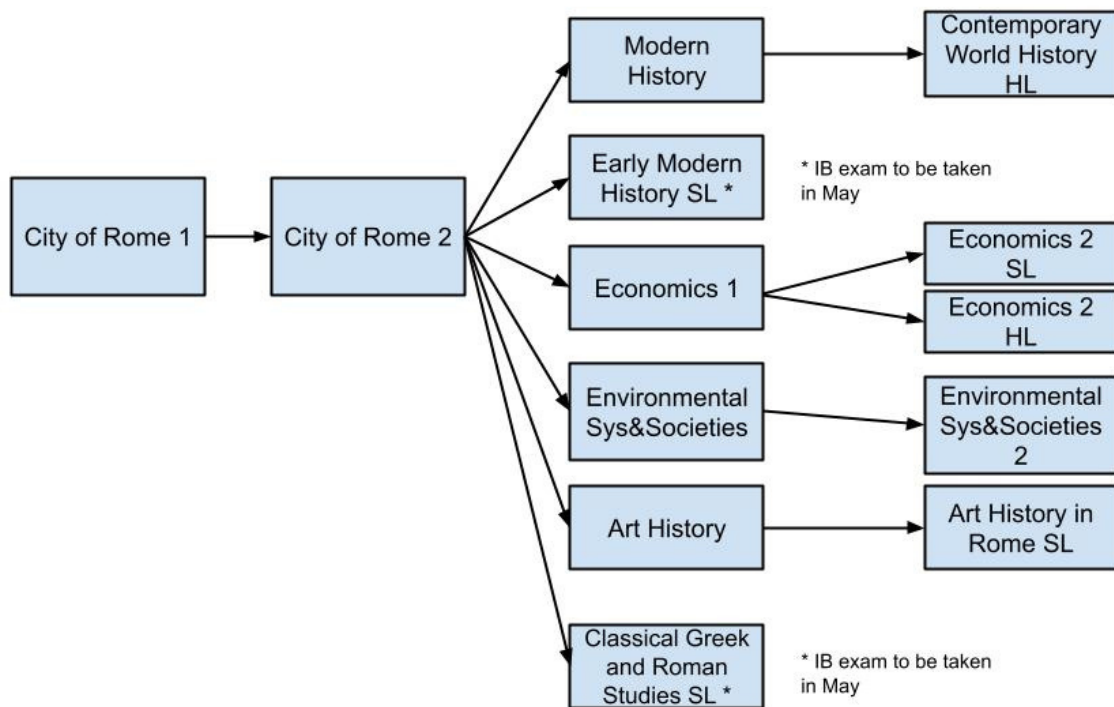 City of Rome 1
City of Rome 2
Modern
History
Contemporary
World History
HL
Early Modern
History SL *
* IB exam to be taken
in May
Economics 1
Economics 2
SL
Economics 2
HL
Environmental
Sys&Societies
Environmental
Sys&Societies
2
Art History
Art History in
Rome SL
Classical Greek
and Roman
Studies SL *
* IB exam to be taken
in May